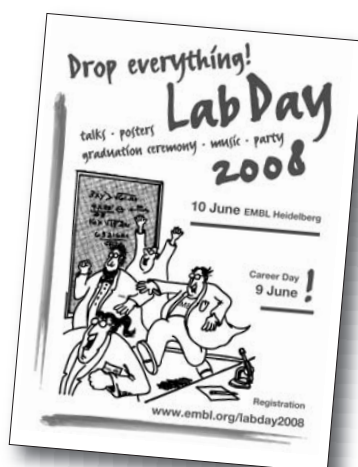 Drop everything!
Lab Day
talks · posters
graduation ceremony · music · party
2008
10 June EMBL Heidelberg
Career Day
9 June !
Registration
www.embl.org/labday2008